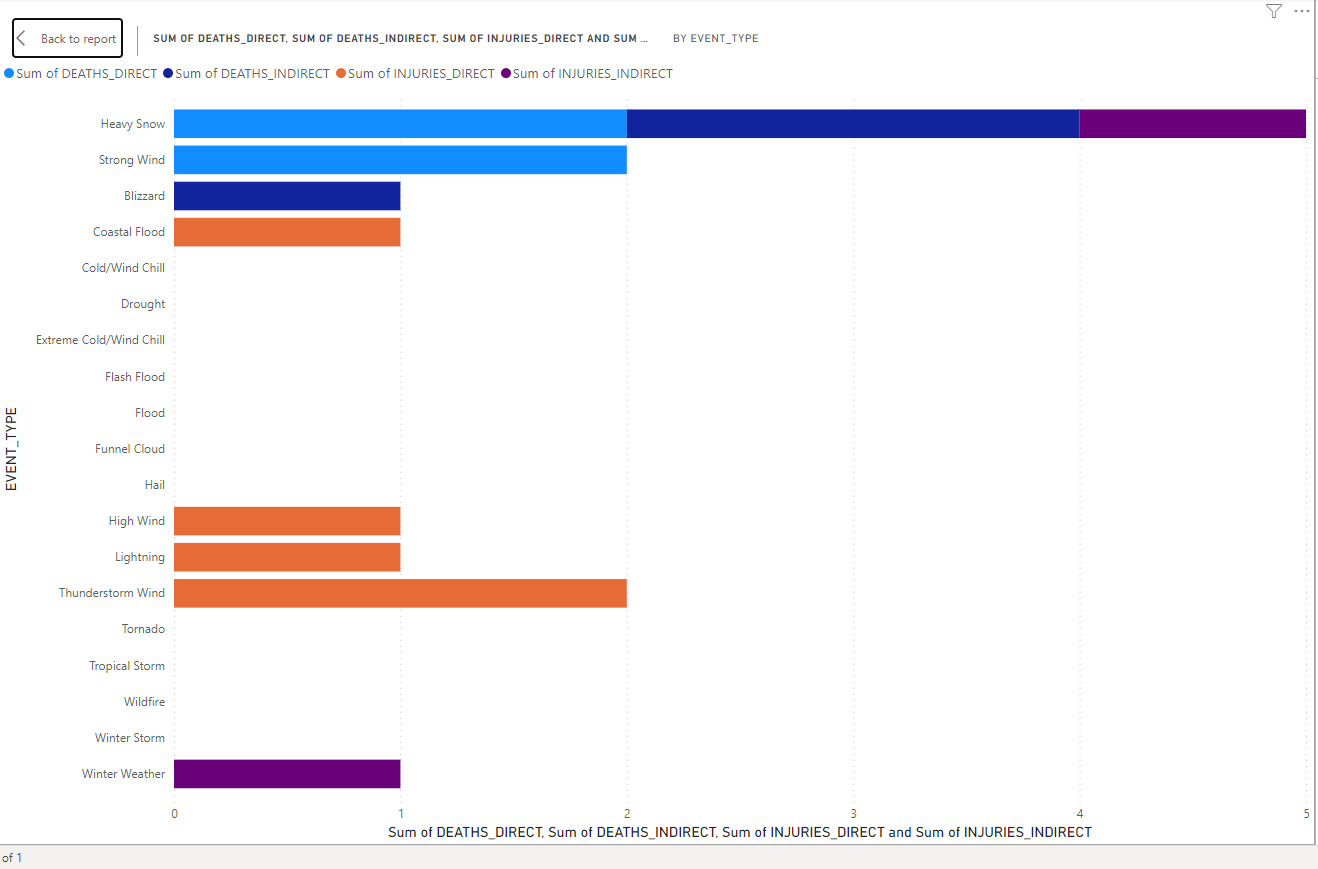 Back to report
SUM OF DEATHS_DIRECT, SUM OF DEATHS_INDIRECT, SUM OF INJURIES_DIRECT AND SUM ... BY EVENT_TYPE
Sum of DEATHS_DIRECT Sum of DEATHS_INDIRECT Sum of INJURIES_DIRECT Sum of INJURIES_INDIRECT
EVENT_TYPE
Heavy Snow
Strong Wind
Blizzard
Coastal Flood
Cold/Wind Chill
Drought
Extreme Cold/Wind Chill
Flash Flood
Flood
Funnel Cloud
Hail
High Wind
Lightning
Thunderstorm Wind
Tornado
Tropical Storm
Wildfire
Winter Storm
Winter Weather
0 1 2 3 4 5
Sum of DEATHS_DIRECT, Sum of DEATHS_INDIRECT, Sum of INJURIES_DIRECT and Sum of INJURIES_INDIRECT
of 1